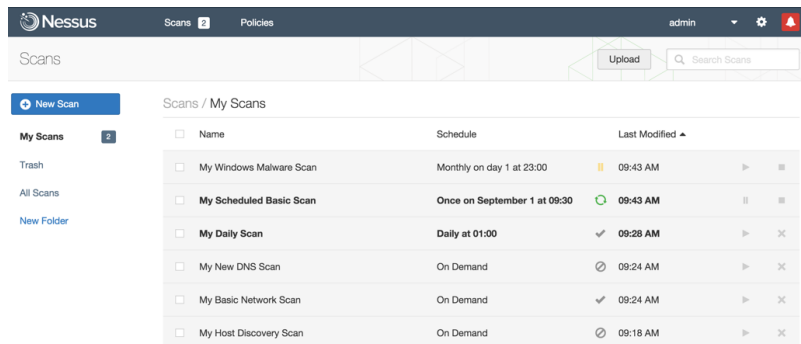 Nessus Scans 2 Policies admin
Scans Upload Search Scans
New Scan
My Scans 2
Trash
All Scans
New Folder
Scans / My Scans
Name Schedule Last Modified
My Windows Malware Scan Monthly on day 1 at 23:00 09:43 AM
My Scheduled Basic Scan Once on September 1 at 09:30 09:43 AM
My Daily Scan Daily at 01:00 09:28 AM
My New DNS Scan On Demand 09:24 AM
My Basic Network Scan On Demand 09:24 AM
My Host Discovery Scan On Demand 09:18 AM